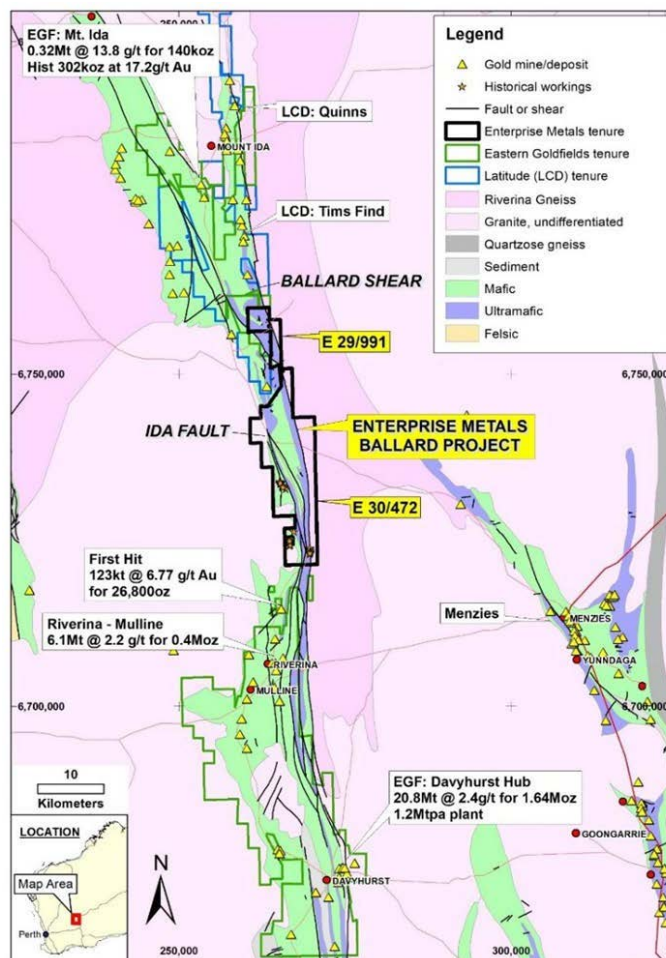 250,000
EGF: Mt. Ida
0.32Mt @ 13.8 g/t for 140koz
Hist 302koz at 17.2g/t Au
LCD: Quinns
MOUNT IDA
LCD: Tims Find
BALLARD SHEAR
E 29/991
6,750,000
6,750,000
ENTERPRISE METALS
BALLARD PROJECT
IDA FAULT
E 30/472
First Hit
123kt @ 6.77 g/t Au
for 26,800oz
Riverina - Mulline
6.1Mt @ 2.2 g/t for 0.4Moz
RIVERINA
MULLINE
Menzies
MENZIES
YUNNDAGA
6,700,000
6,700,000
EGF: Davyhurst Hub
20.8Mt @ 2.4g/t for 1.64Moz
1.2Mtpa plant
GOONGARRIE
DAVYHURST
10
Kilometers
LOCATION
Map Area
Perth
N
250,000
300,000
Legend
Gold mine/deposit
Historical workings
Fault or shear
Enterprise Metals tenure
Eastern Goldfields tenure
Latitude (LCD) tenure
Riverina Gneiss
Granite, undifferentiated
Quartzose gneiss
Sediment
Mafic
Ultramafic
Felsic